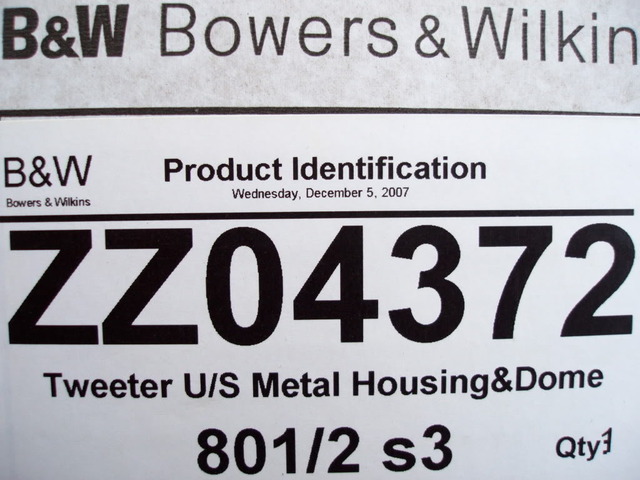 B&W Bowers & Wilkin
B&W
Bowers & Wilkins
Product Identification
Wednesday, December 5, 2007
ZZ04372
Tweeter U/S Metal Housing&Dome
801/2 s3
Qty1